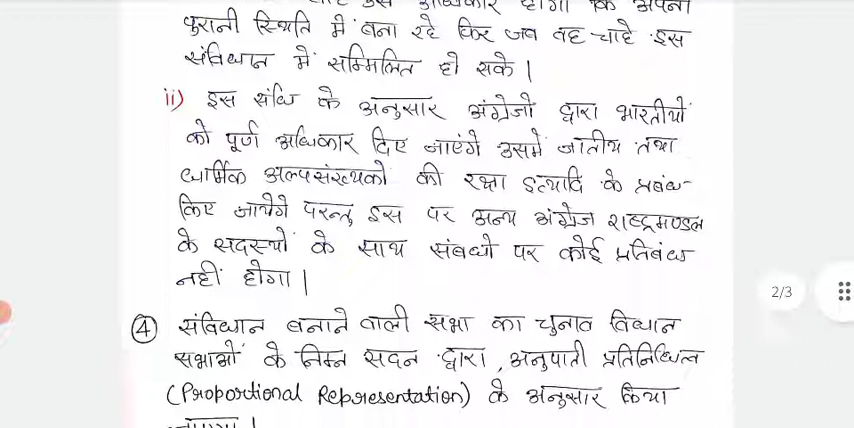 पुरानी स्थिति में बना रहे फिर जब वह चाहे इस
संविधान में सम्मिलित हो सके।
ii) इस संधि के अनुसार अंग्रेजो द्वारा भारतीयों
को पूर्ण अधिकार दिए जाएंगे उसमें जातीय तथा
धार्मिक अल्पसंख्यको की रक्षा इत्यादि के प्रबंध
किए जायेगे परन्तु इस पर अन्य अंग्रेज राष्ट्रमण्डल
के सदस्यो के साथ संबंधो पर कोई प्रतिबंध
नहीं होगा।
2/3
④ संविधान बनाने वाली सभा का चुनाव विधान
सभाओं के निम्न सदन द्वारा, अनुपाती प्रतिनिधित्व
(Proportional Representation) के अनुसार किया